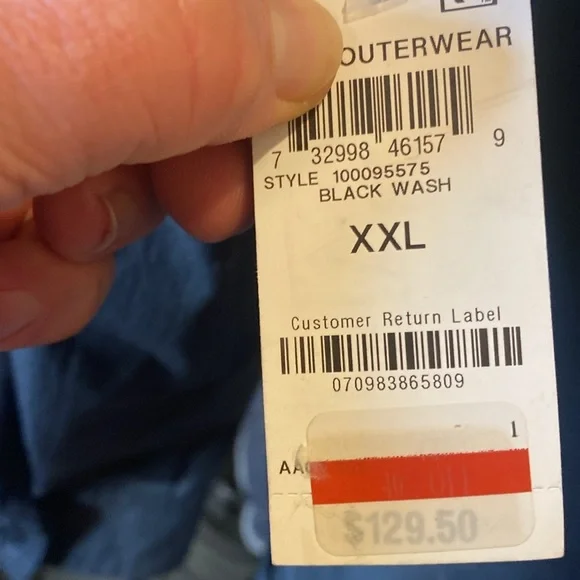 OUTERWEAR
7 32998 46157 9
STYLE 100095575
BLACK WASH
XXL
Customer Return Label
070983865809
1
$129.50